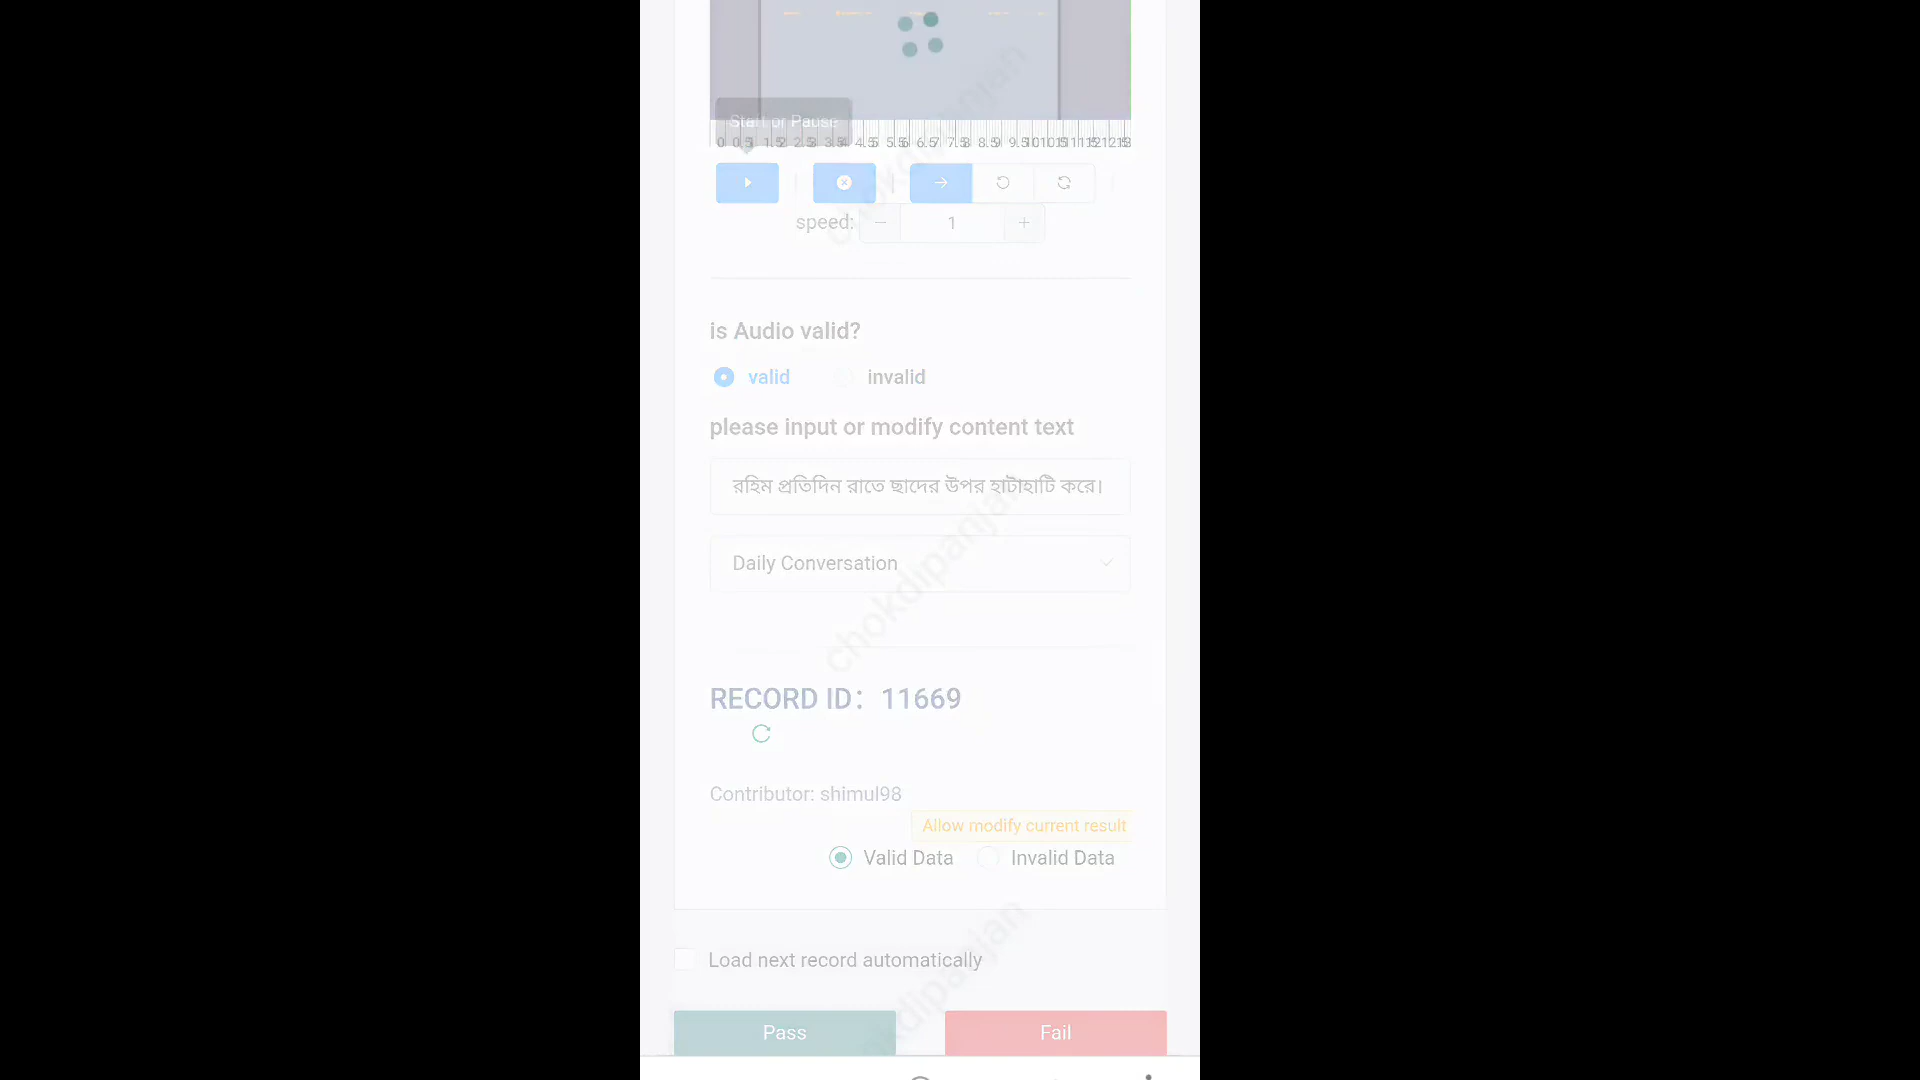 Start or Pause
speed: 1
is Audio valid?
valid invalid
please input or modify content text
রহিম প্রতিদিন রাতে ছাদের উপর হাটাহাটি করে।
Daily Conversation
RECORD ID: 11669
Contributor: shimul98
Allow modify current result
Valid Data Invalid Data
Load next record automatically
Pass Fail
chokdipanjan